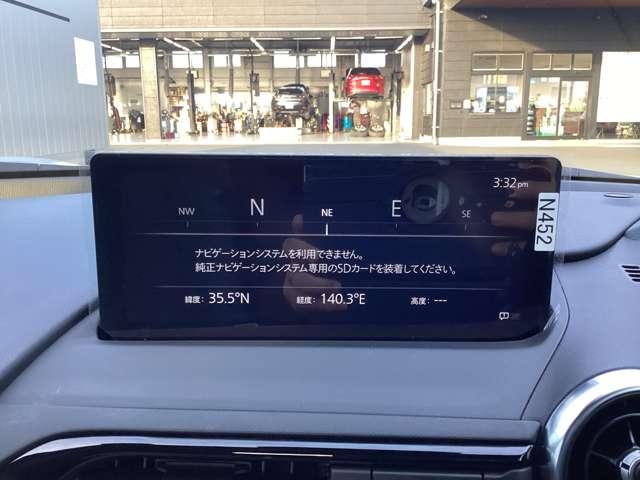 3:32pm
NW N NE E SE
ナビゲーションシステムを利用できません。
純正ナビゲーションシステム専用のSDカードを装着してください。
緯度: 35.5°N 経度: 140.3°E 高度: ---
N452